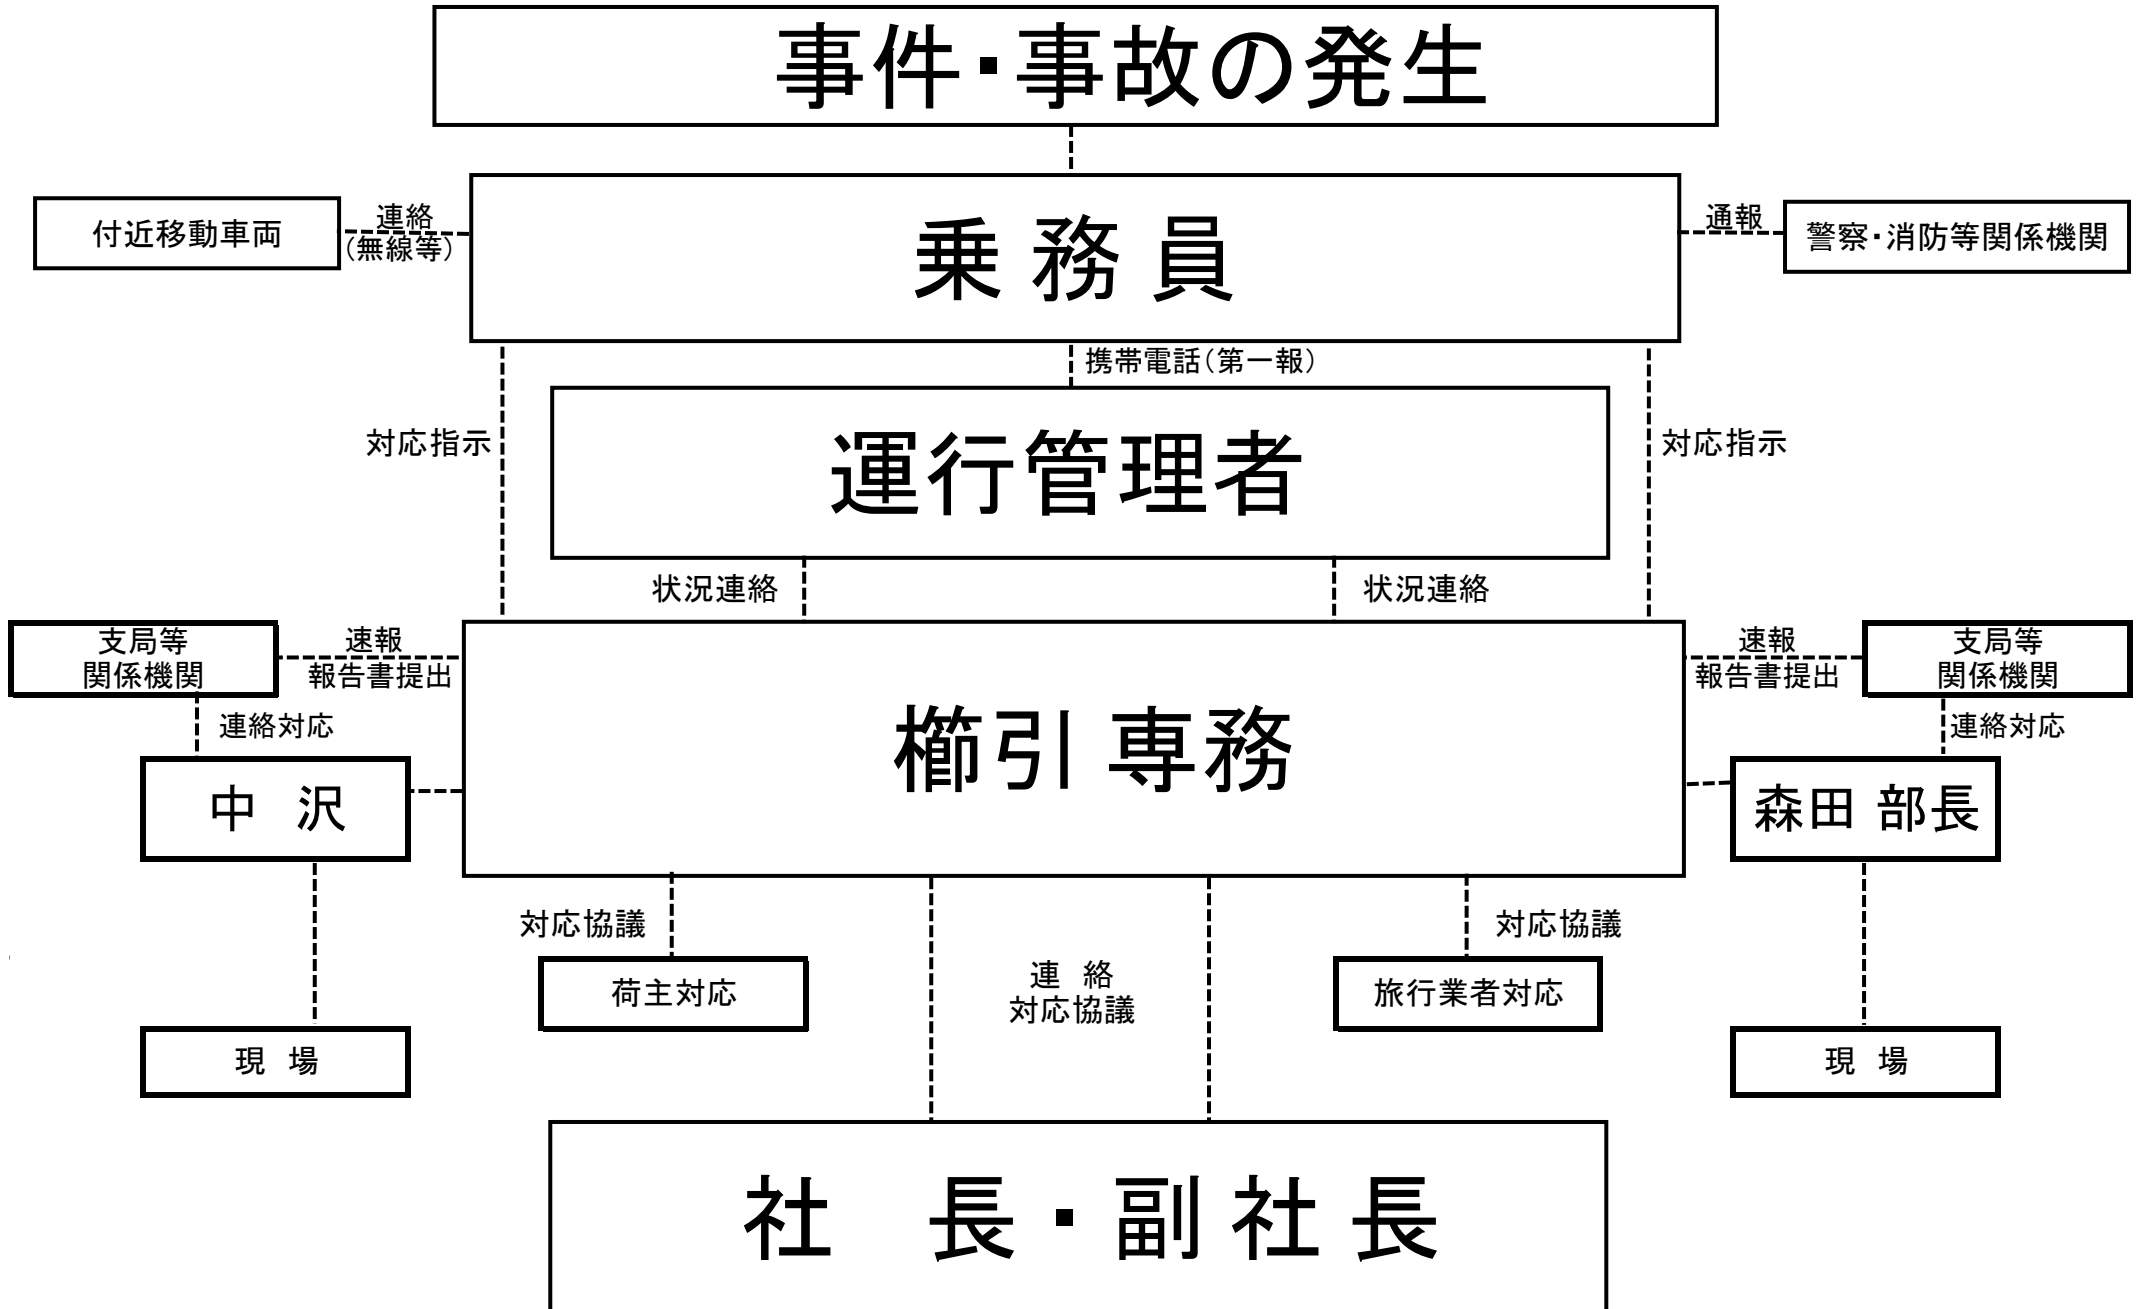 事件・事故の発生
付近移動車両
連絡
(無線等)
乗務員
通報
警察・消防等関係機関
携帯電話(第一報)
対応指示
運行管理者
対応指示
状況連絡
状況連絡
支局等
関係機関
速報
報告書提出
速報
報告書提出
支局等
関係機関
連絡対応
櫛引 専務
連絡対応
中 沢
森田 部長
対応協議
対応協議
荷主対応
連 絡
対応協議
旅行業者対応
現 場
現 場
社 長・副 社 長